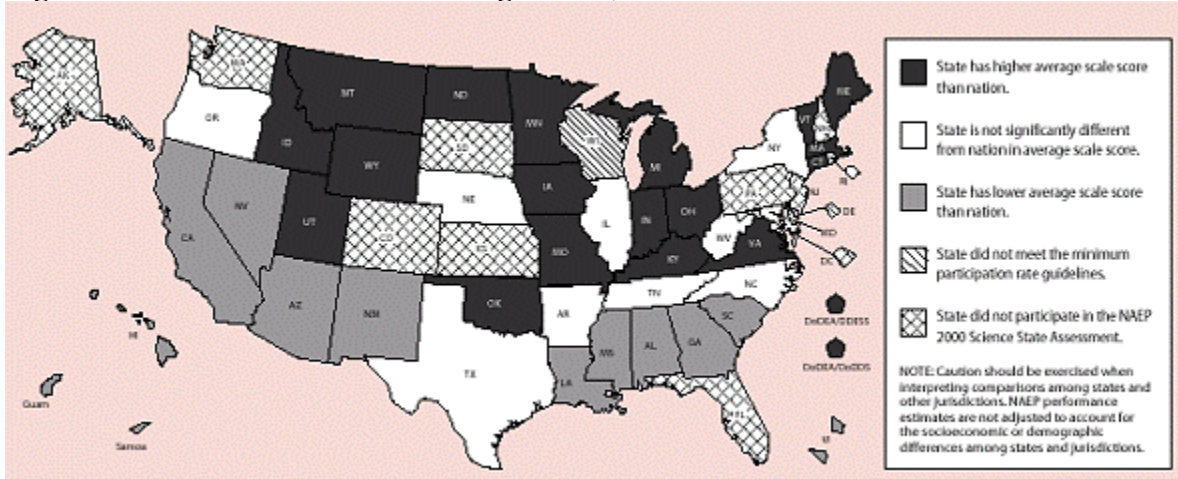 AK
WA
OR
CA
NV
ID
MT
WY
UT
CO
AZ
NM
ND
SD
NE
KS
OK
TX
MN
IA
MO
AR
LA
WI
IL
MI
IN
OH
KY
TN
MS
AL
GA
FL
SC
NC
VA
WV
PA
NY
VT
NH
ME
MA
CT
RI
NJ
DE
MD
DC
HI
Guam
Samoa
VI
DoDEA/DDESS
DoDEA/DoDDS
State has higher average scale score
than nation.
State is not significantly different
from nation in average scale score.
State has lower average scale score
than nation.
State did not meet the minimum
participation rate guidelines.
State did not participate in the NAEP
2000 Science State Assessment.
NOTE: Caution should be exercised when
interpreting comparisons among states and
other jurisdictions. NAEP performance
estimates are not adjusted to account for
the socioeconomic or demographic
differences among states and jurisdictions.